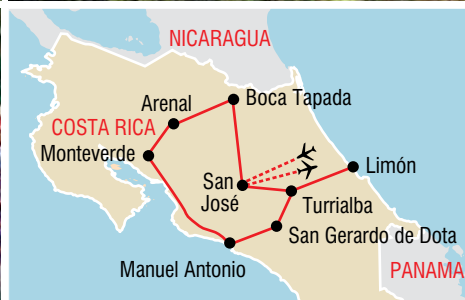 NICARAGUA
Arenal
Boca Tapada
COSTA RICA
Monteverde
Limón
San
José
Turrialba
San Gerardo de Dota
Manuel Antonio
PANAMA